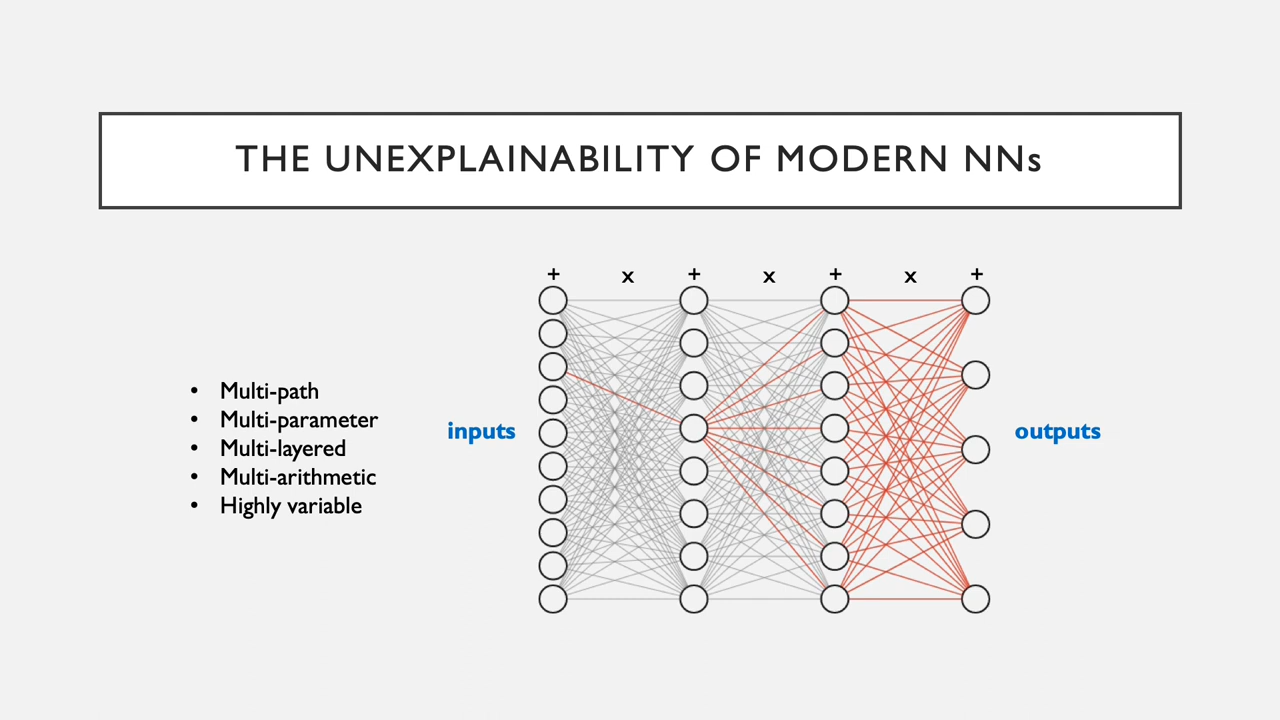 THE UNEXPLAINABILITY OF MODERN NNs
+ x + x + x +
• Multi-path
• Multi-parameter
• Multi-layered
• Multi-arithmetic
• Highly variable
inputs
outputs